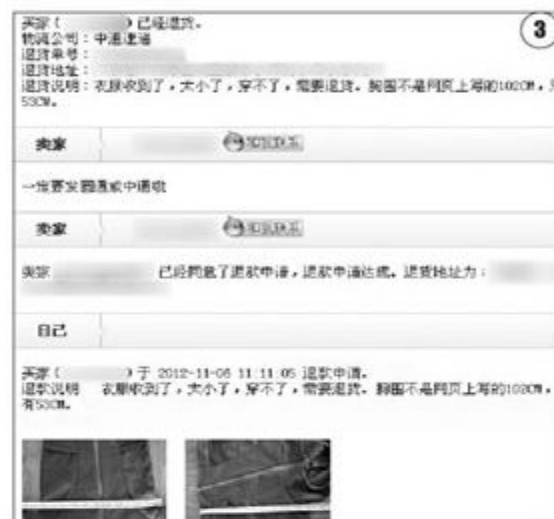 买家（ ）已经退货。
③
物流公司：中通速递
退货单号：
退货地址：
退货说明：衣服收到了，太小了，穿不了，需要退货。胸围不是网页上写的102CM，只
53CM。
卖家
一定要发圆通或中通哦
卖家
卖家 已经同意了退款申请，退款申请达成。退货地址为：
自己
买家（ ）于 2012-11-06 11:11:05 退款申请。
退款说明 衣服收到了，太小了，穿不了，需要退货。胸围不是网页上写的102CM，
有53CM。